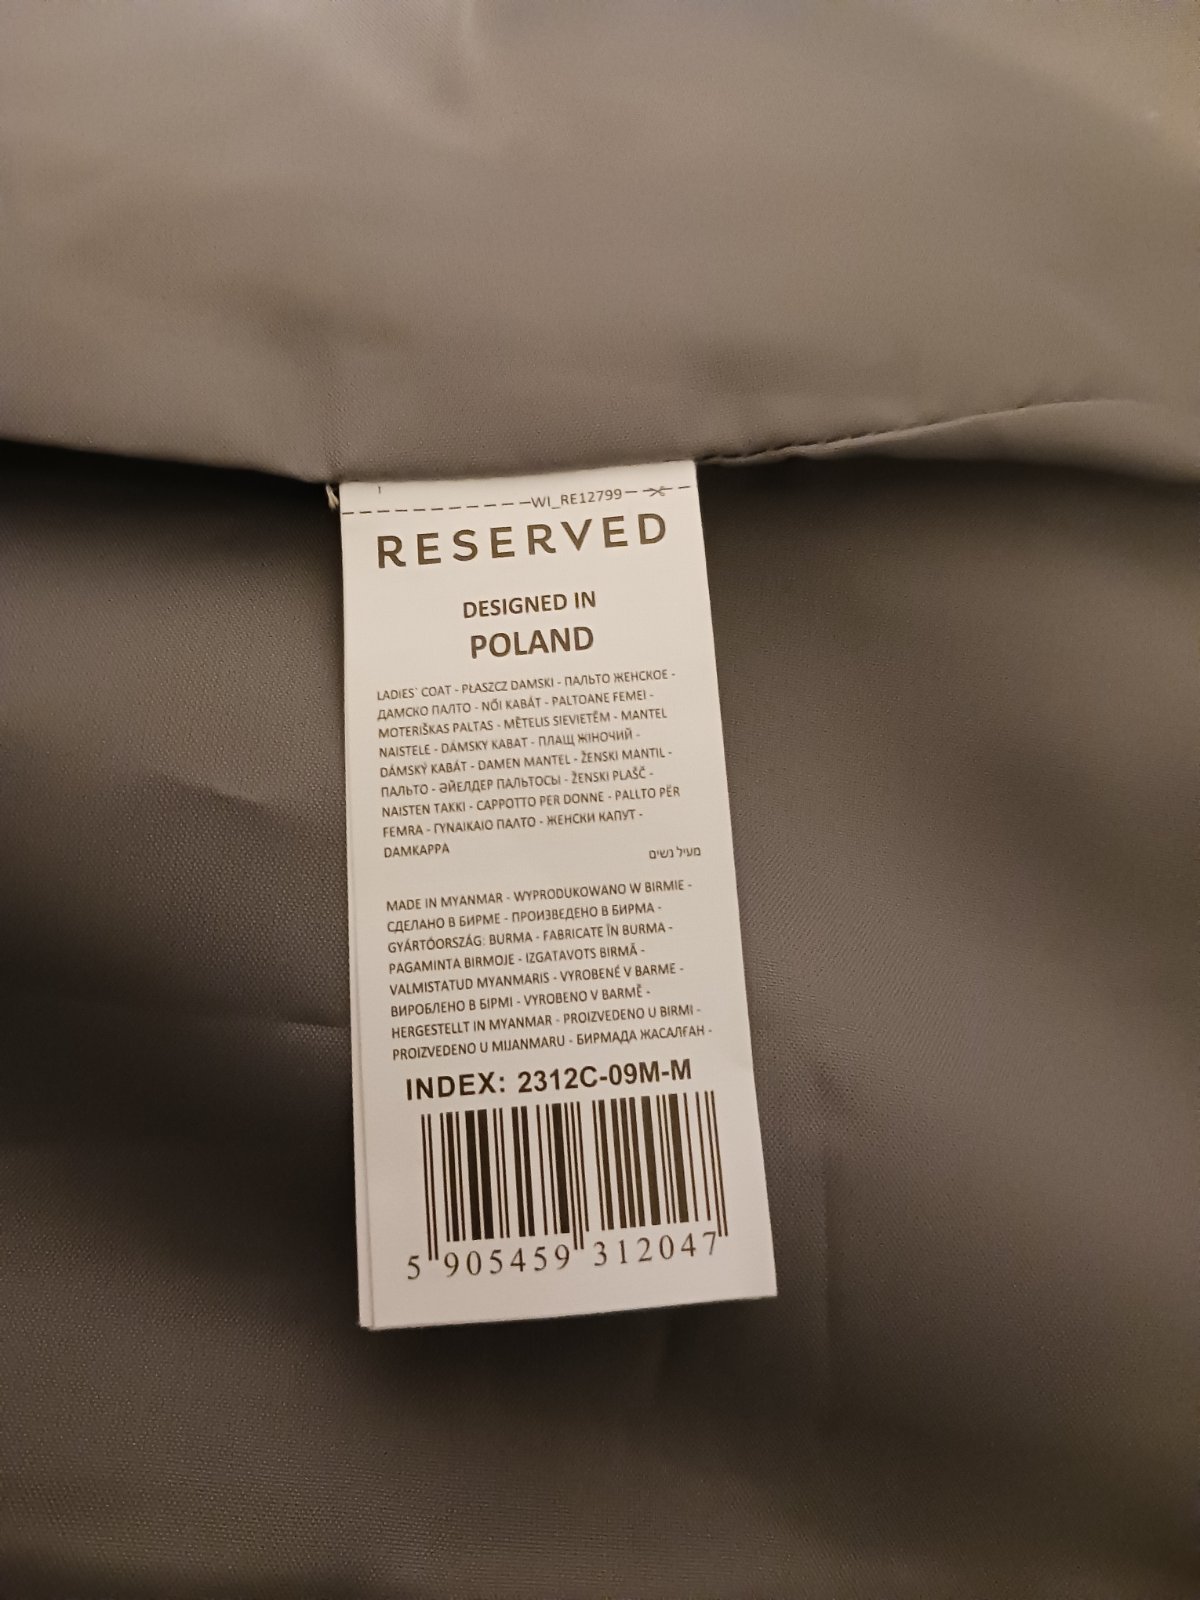 WI_RE12799
RESERVED
DESIGNED IN
POLAND
LADIES` COAT - PŁASZCZ DAMSKI - ПАЛЬТО ЖЕНСКОЕ -
ДАМСКО ПАЛТО - NŐI KABÁT - PALTOANE FEMEI -
MOTERIŠKAS PALTAS - MĒTELIS SIEVIETĒM - MANTEL
NAISTELE - DÁMSKY KABAT - ПЛАЩ ЖІНОЧИЙ -
DÁMSKÝ KABÁT - DAMEN MANTEL - ŽENSKI MANTIL -
ПАЛЬТО - ӘЙЕЛДЕР ПАЛЬТОСЫ - ŽENSKI PLAŠČ -
NAISTEN TAKKI - CAPPOTTO PER DONNE - PALLTO PËR
FEMRA - ΓΥΝΑΙΚΑΙΟ ΠΑΛΤΟ - ЖЕНСКИ КАПУТ -
DAMKAPPA
מעיל נשים
MADE IN MYANMAR - WYPRODUKOWANO W BIRMIE -
СДЕЛАНО В БИРМЕ - ПРОИЗВЕДЕНО В БИРМА -
GYÁRTÓORSZÁG: BURMA - FABRICATE ÎN BURMA -
PAGAMINTA BIRMOJE - IZGATAVOTS BIRMĀ -
VALMISTATUD MYANMARIS - VYROBENÉ V BARME -
ВИРОБЛЕНО В БІРМІ - VYROBENO V BARMĚ -
HERGESTELLT IN MYANMAR - PROIZVEDENO U BIRMI -
PROIZVEDENO U MIJANMARU - БИРМАДА ЖАСАЛҒАН -
INDEX: 2312C-09M-M
5 905459 312047